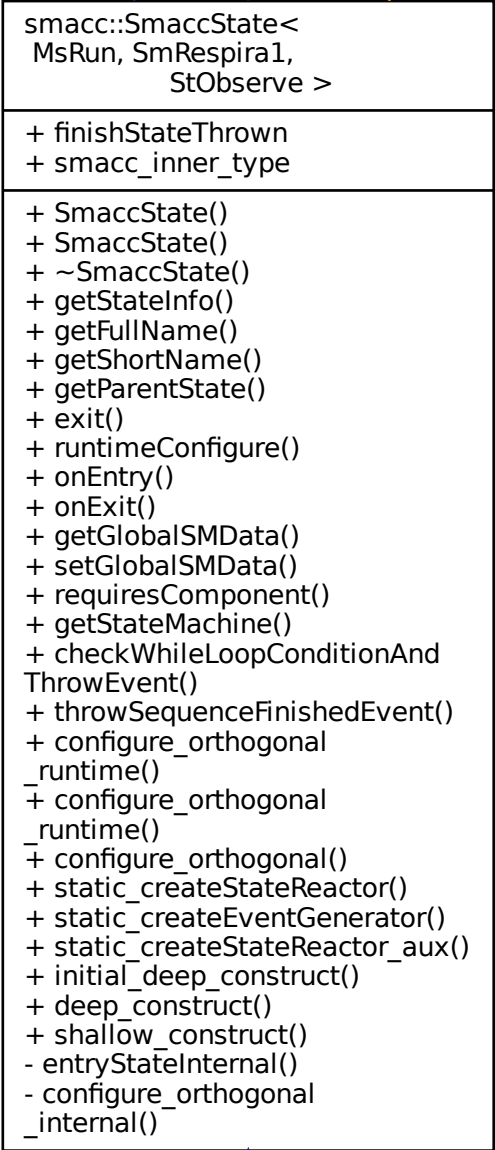 smacc::SmaccState<
MsRun, SmRespira1,
StObserve >
+ finishStateThrown
+ smacc_inner_type
+ SmaccState()
+ SmaccState()
+ ~SmaccState()
+ getStateInfo()
+ getFullName()
+ getShortName()
+ getParentState()
+ exit()
+ runtimeConfigure()
+ onEntry()
+ onExit()
+ getGlobalSMData()
+ setGlobalSMData()
+ requiresComponent()
+ getStateMachine()
+ checkWhileLoopConditionAnd
ThrowEvent()
+ throwSequenceFinishedEvent()
+ configure_orthogonal
_runtime()
+ configure_orthogonal
_runtime()
+ configure_orthogonal()
+ static_createStateReactor()
+ static_createEventGenerator()
+ static_createStateReactor_aux()
+ initial_deep_construct()
+ deep_construct()
+ shallow_construct()
- entryStateInternal()
- configure_orthogonal
_internal()